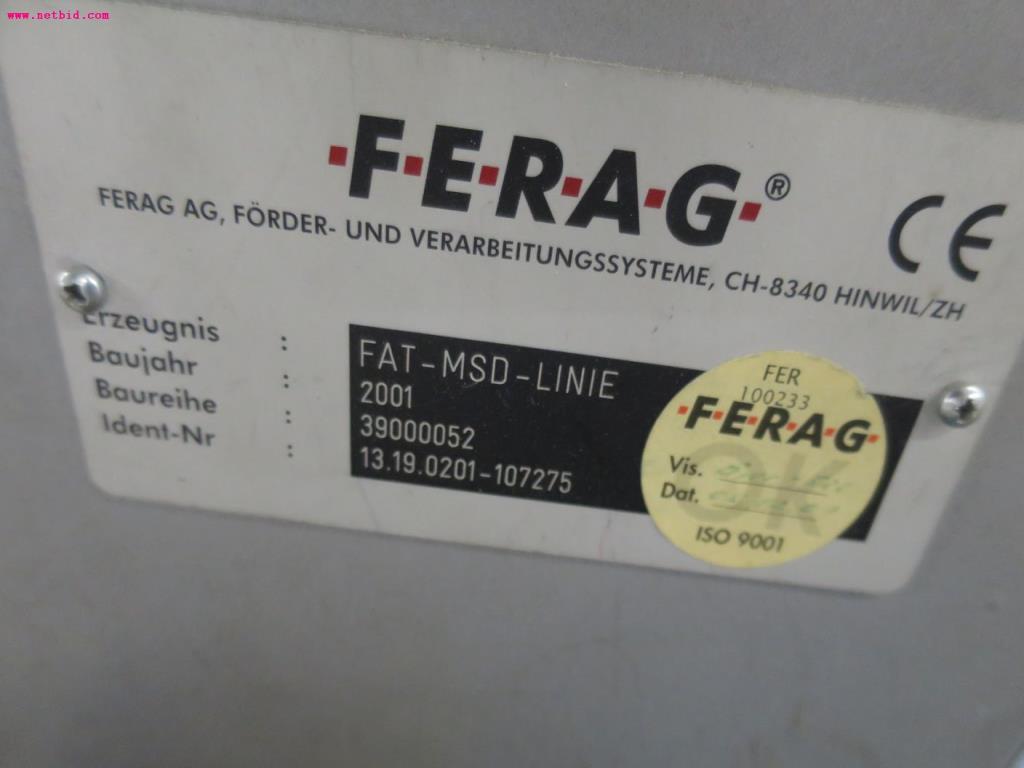 www.netbid.com
·F·E·R·A·G·®
CE
FERAG AG, FÖRDER- UND VERARBEITUNGSSYSTEME, CH-8340 HINWIL/ZH
Erzeugnis : FAT-MSD-LINIE
Baujahr : 2001
Baureihe : 39000052
Ident-Nr : 13.19.0201-107275
FER
100233
·F·E·R·A·G·
OK
Vis.
Dat.
ISO 9001